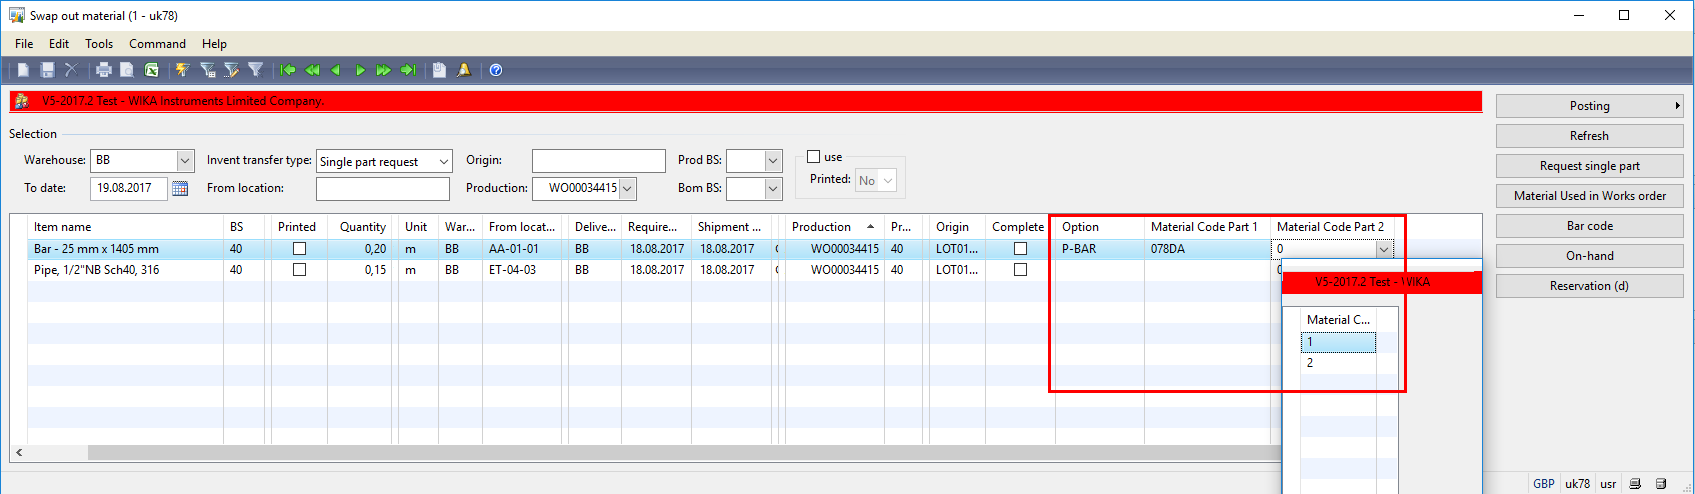 Swap out material (1 - uk78)
File Edit Tools Command Help
V5-2017.2 Test - WIKA Instruments Limited Company.
Posting
Refresh
Request single part
Material Used in Works order
Bar code
On-hand
Reservation (d)
Selection
Warehouse: BB Invent transfer type: Single part request Origin: Prod BS: use
To date: 19.08.2017 From location: Production: WO00034415 Bom BS: Printed: No
Item name BS Printed Quantity Unit War... From locat... Delive... Require... Shipment ... Production Pr... Origin Complete Option Material Code Part 1 Material Code Part 2
Bar - 25 mm x 1405 mm 40 0,20 m BB AA-01-01 BB 18.08.2017 18.08.2017 WO00034415 40 LOT01... P-BAR 078DA 0
Pipe, 1/2"NB Sch40, 316 40 0,15 m BB ET-04-03 BB 18.08.2017 18.08.2017 WO00034415 40 LOT01...
V5-2017.2 Test - WIKA
Material C...
1
2
GBP uk78 usr